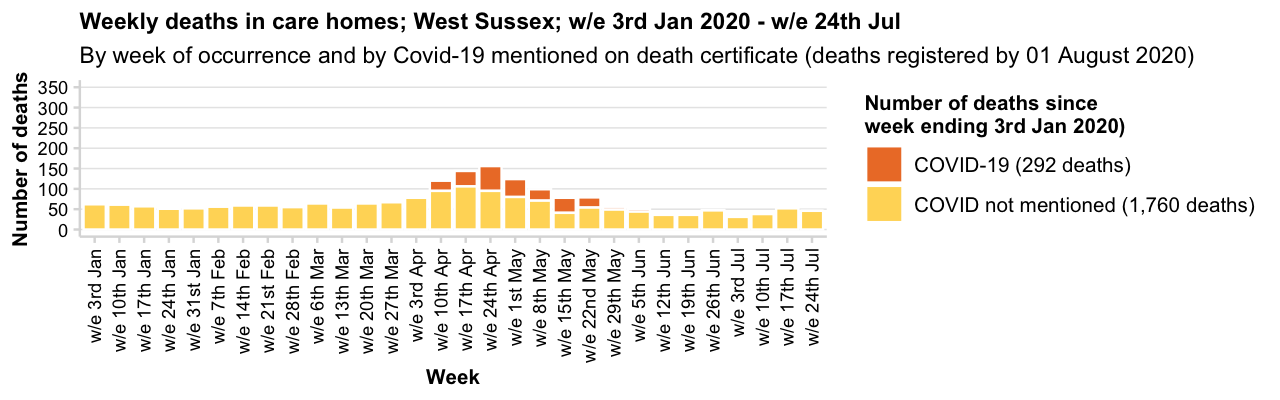 Weekly deaths in care homes; West Sussex; w/e 3rd Jan 2020 - w/e 24th Jul
By week of occurrence and by Covid-19 mentioned on death certificate (deaths registered by 01 August 2020)
Number of deaths
350
300
250
200
150
100
50
0
w/e 3rd Jan
w/e 10th Jan
w/e 17th Jan
w/e 24th Jan
w/e 31st Jan
w/e 7th Feb
w/e 14th Feb
w/e 21st Feb
w/e 28th Feb
w/e 6th Mar
w/e 13th Mar
w/e 20th Mar
w/e 27th Mar
w/e 3rd Apr
w/e 10th Apr
w/e 17th Apr
w/e 24th Apr
w/e 1st May
w/e 8th May
w/e 15th May
w/e 22nd May
w/e 29th May
w/e 5th Jun
w/e 12th Jun
w/e 19th Jun
w/e 26th Jun
w/e 3rd Jul
w/e 10th Jul
w/e 17th Jul
w/e 24th Jul
Week
Number of deaths since
week ending 3rd Jan 2020)
COVID-19 (292 deaths)
COVID not mentioned (1,760 deaths)